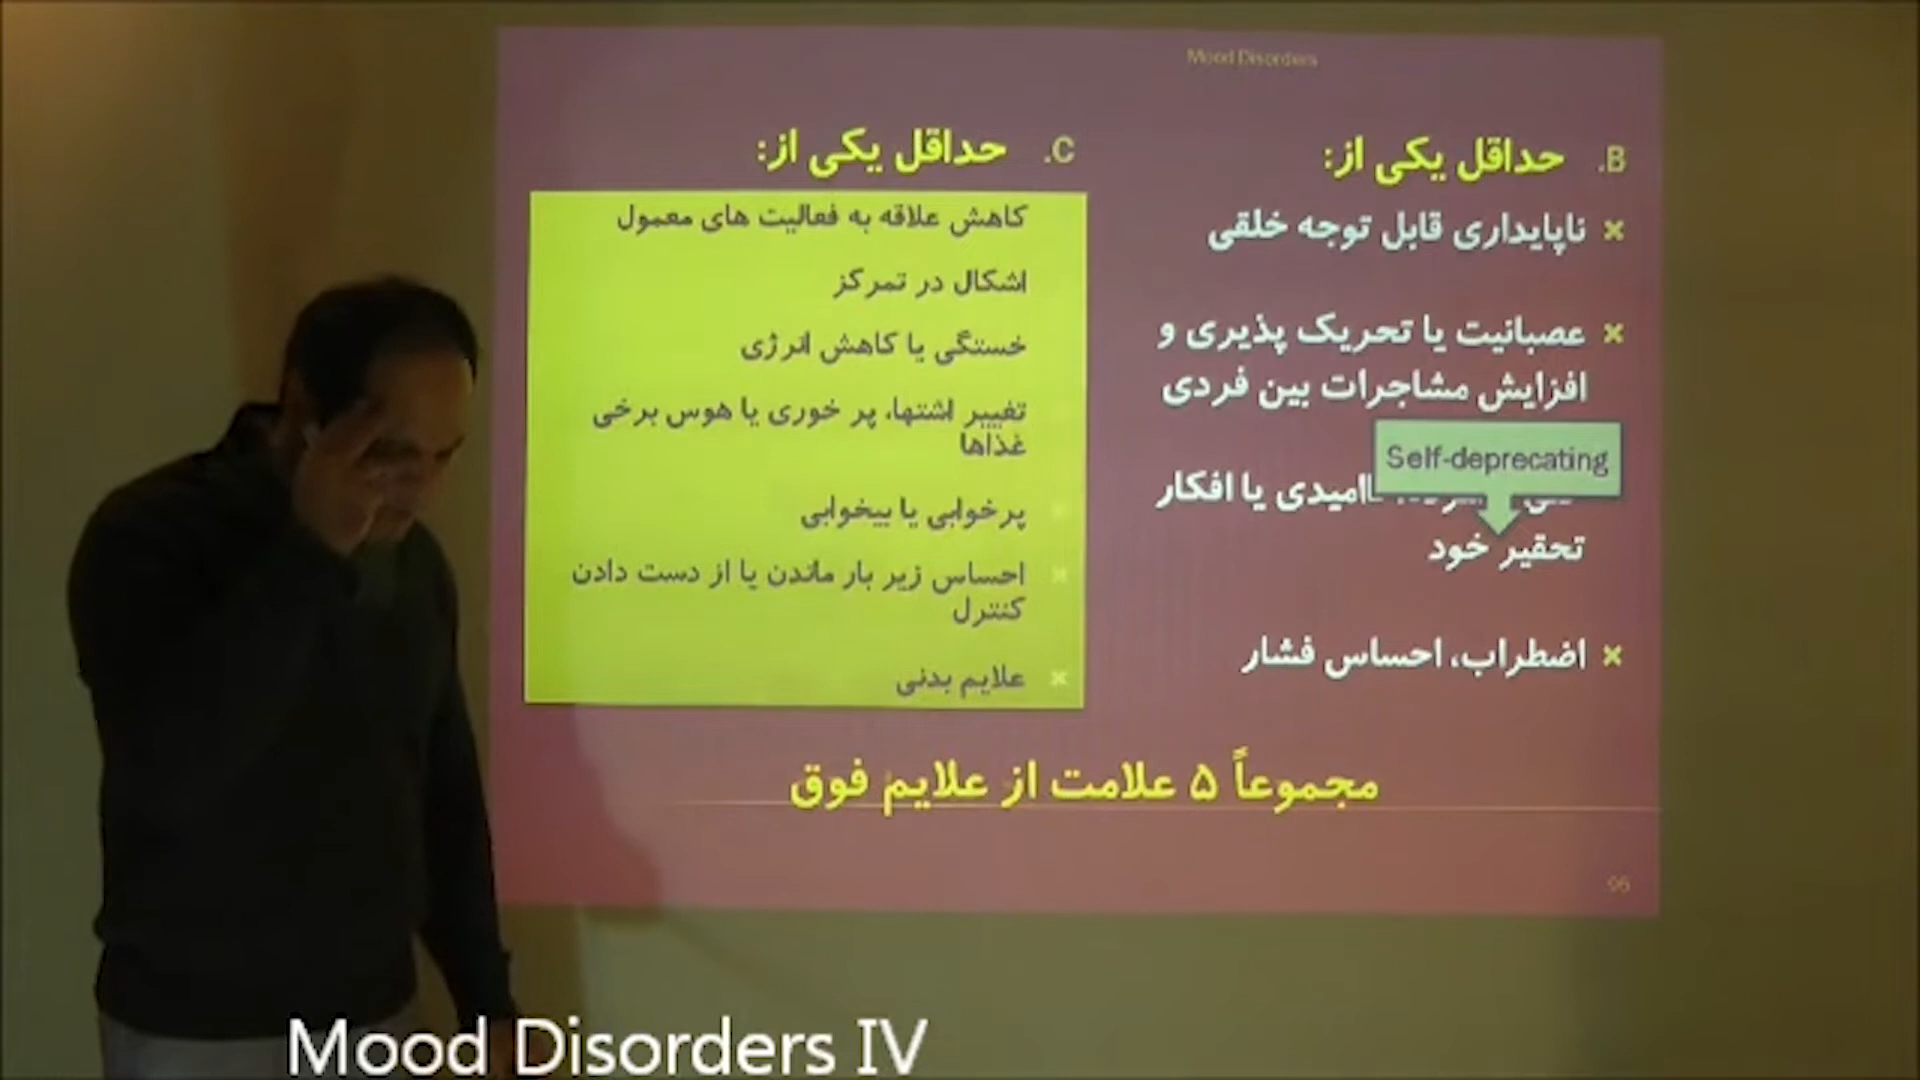 Mood Disorders
B. حداقل یکی از:
ناپایداری قابل توجه خلقی
عصبانیت یا تحریک پذیری و
افزایش مشاجرات بین فردی
Self-deprecating
یا افکار
تحقیر خود
اضطراب، احساس فشار
C. حداقل یکی از:
کاهش علاقه به فعالیت های معمول
اشکال در تمرکز
خستگی یا کاهش انرژی
تغییر اشتها، پر خوری یا هوس برخی
غذاها
پرخوابی یا بیخوابی
احساس زیر بار ماندن یا از دست دادن
کنترل
علایم بدنی
مجموعاً ۵ علامت از علایم فوق
Mood Disorders IV